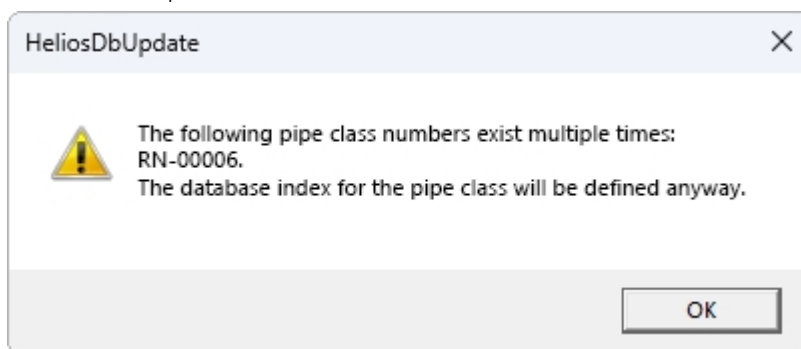 HeliosDbUpdate
The following pipe class numbers exist multiple times:
RN-00006.
The database index for the pipe class will be defined anyway.
OK